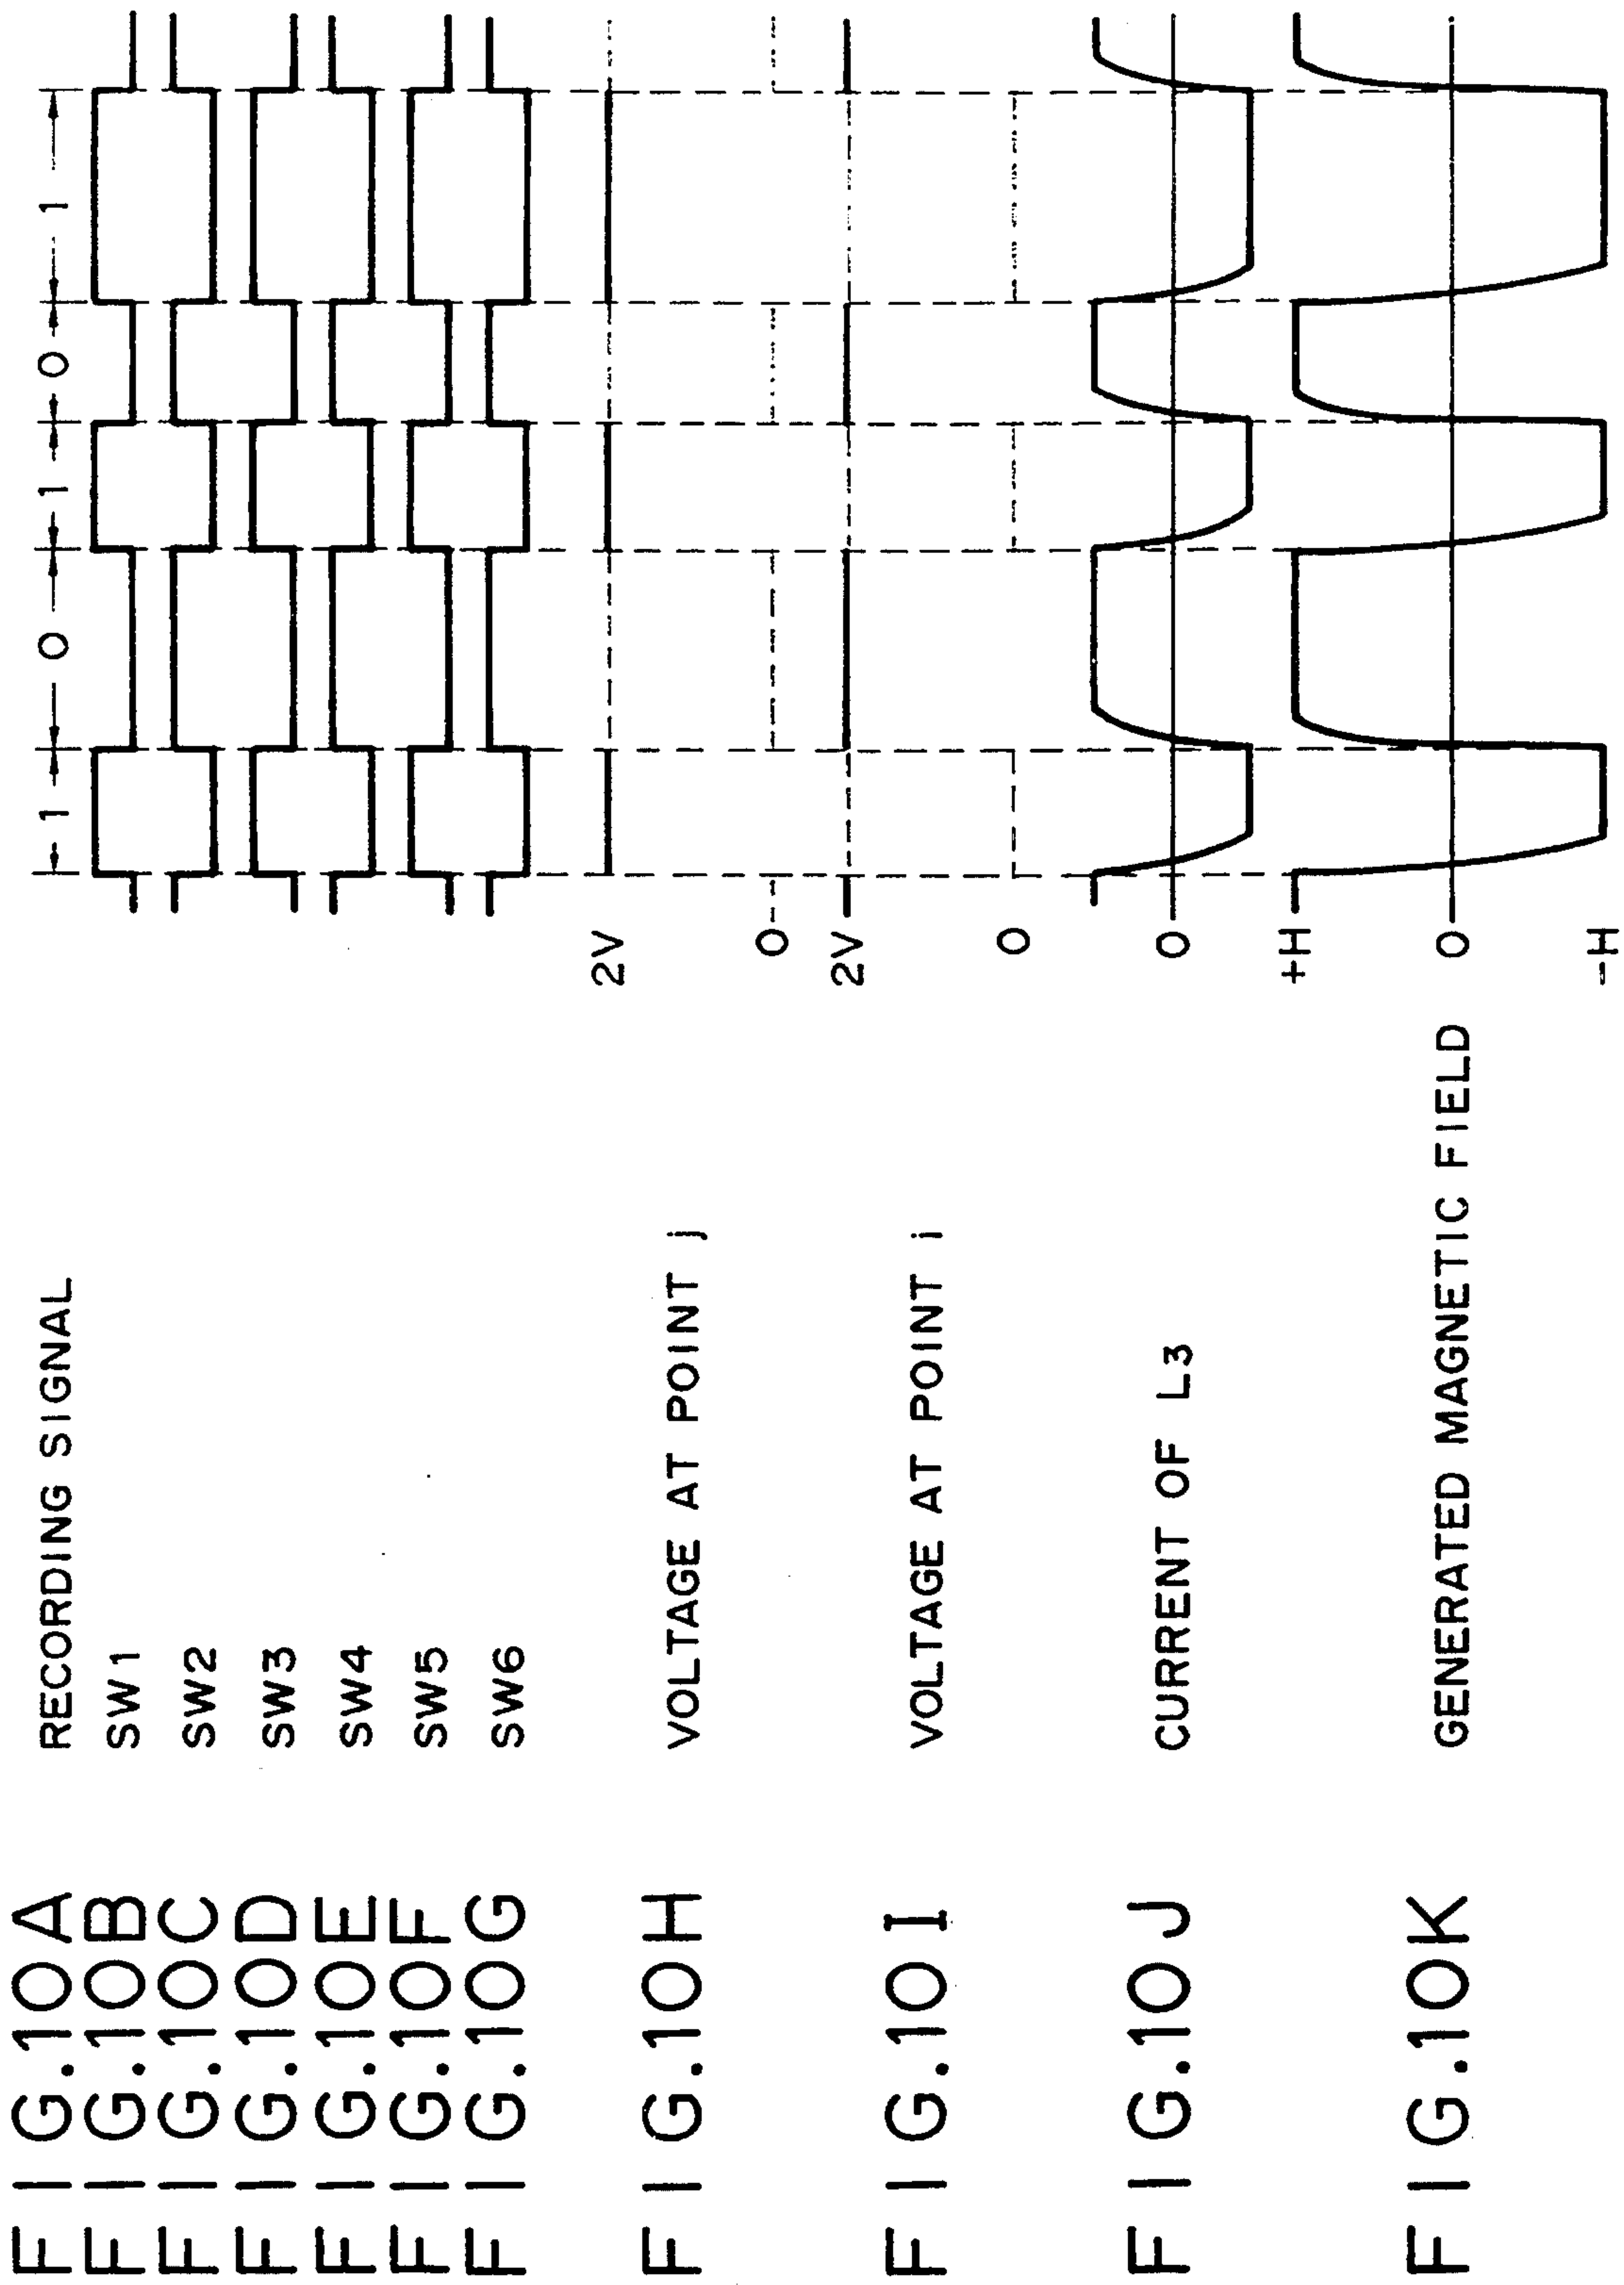 FIG.10A RECORDING SIGNAL 1 0 1 0 1
FIG.10B SW1
FIG.10C SW2
FIG.10D SW3
FIG.10E SW4
FIG.10F SW5
FIG.10G SW6
2V
FIG.10H VOLTAGE AT POINT j
0
2V
FIG.10I VOLTAGE AT POINT i
0
FIG.10J CURRENT OF L3 0
+H
FIG.10K GENERATED MAGNETIC FIELD 0
-H